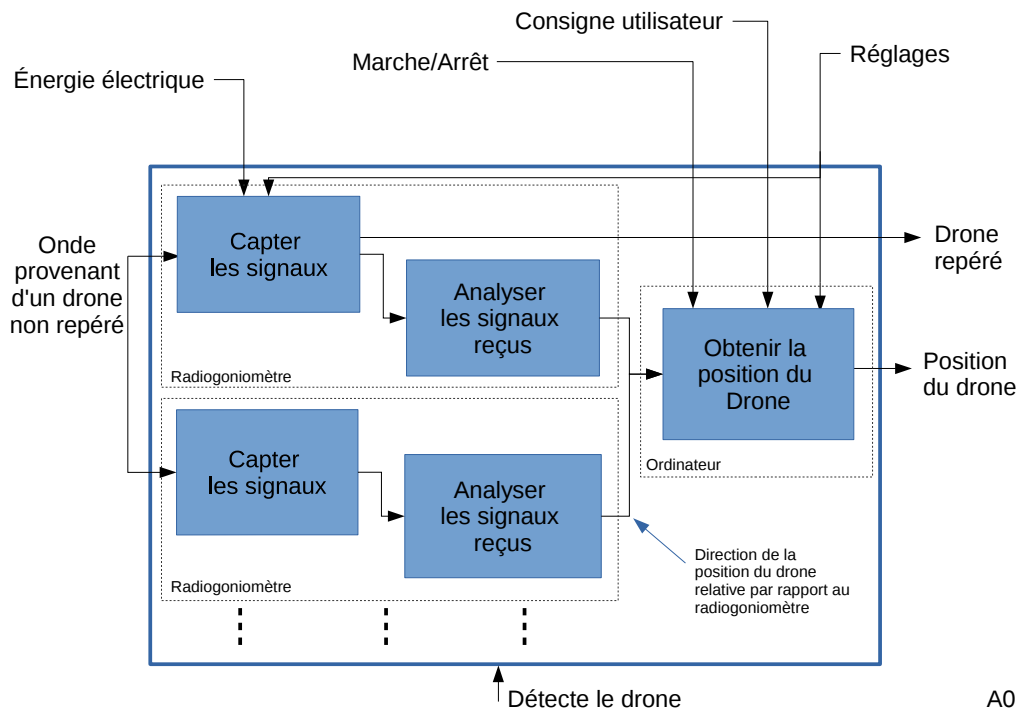 Consigne utilisateur
Marche/Arrêt
Réglages
Énergie électrique
Onde
provenant
d'un drone
non repéré
Capter
les signaux
Analyser
les signaux
reçus
Radiogoniomètre
Capter
les signaux
Analyser
les signaux
reçus
Radiogoniomètre
Obtenir la
position du
Drone
Ordinateur
Drone
repéré
Position
du drone
Direction de la
position du drone
relative par rapport au
radiogoniomètre
Détecte le drone
A0